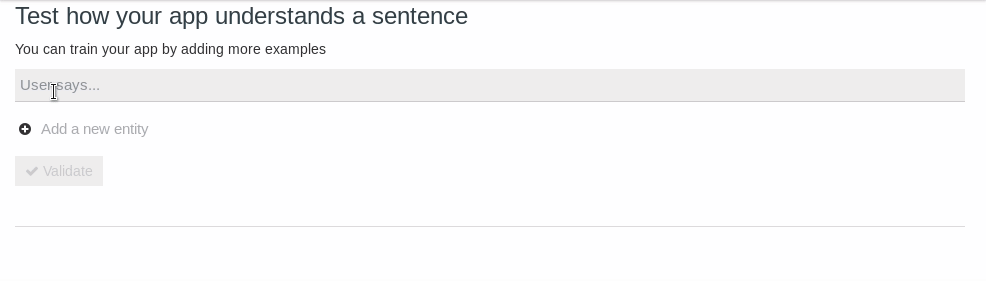 Test how your app understands a sentence
You can train your app by adding more examples
User says...
Add a new entity
Validate